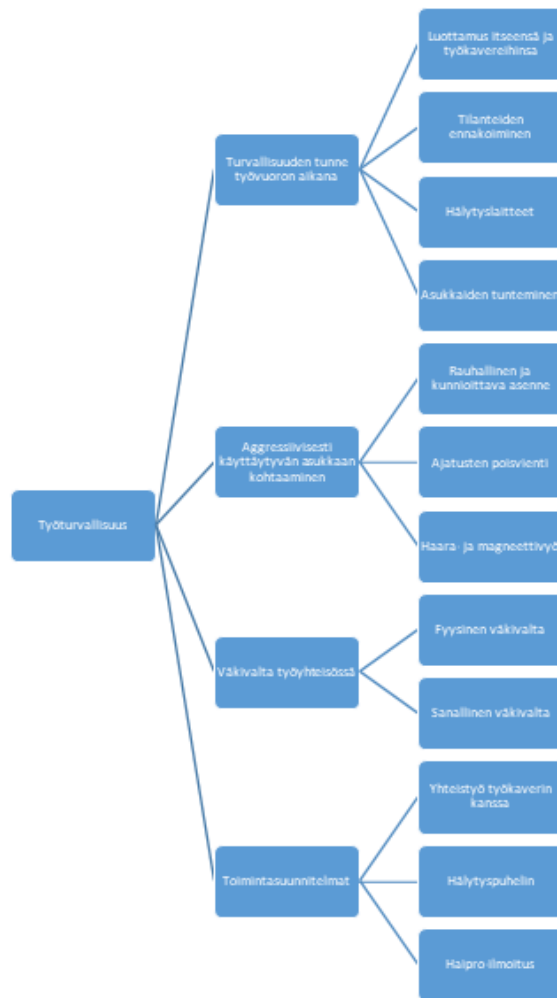 Työturvallisuus
Turvallisuuden tunne
työvuoron aikana
Luottamus itseensä ja
työkavereihinsa
Tilanteiden
ennakoiminen
Hälytyslaitteet
Asukkaiden tunteminen
Aggressiivisesti
käyttäytyvän asukkaan
kohtaaminen
Rauhallinen ja
kunnioittava asenne
Ajatusten poisvienti
Haara- ja magneettivyö
Väkivalta työyhteisössä
Fyysinen väkivalta
Sanallinen väkivalta
Toimintasuunnitelmat
Yhteistyö työkaverin
kanssa
Hälytyspuhelin
Haipro-ilmoitus